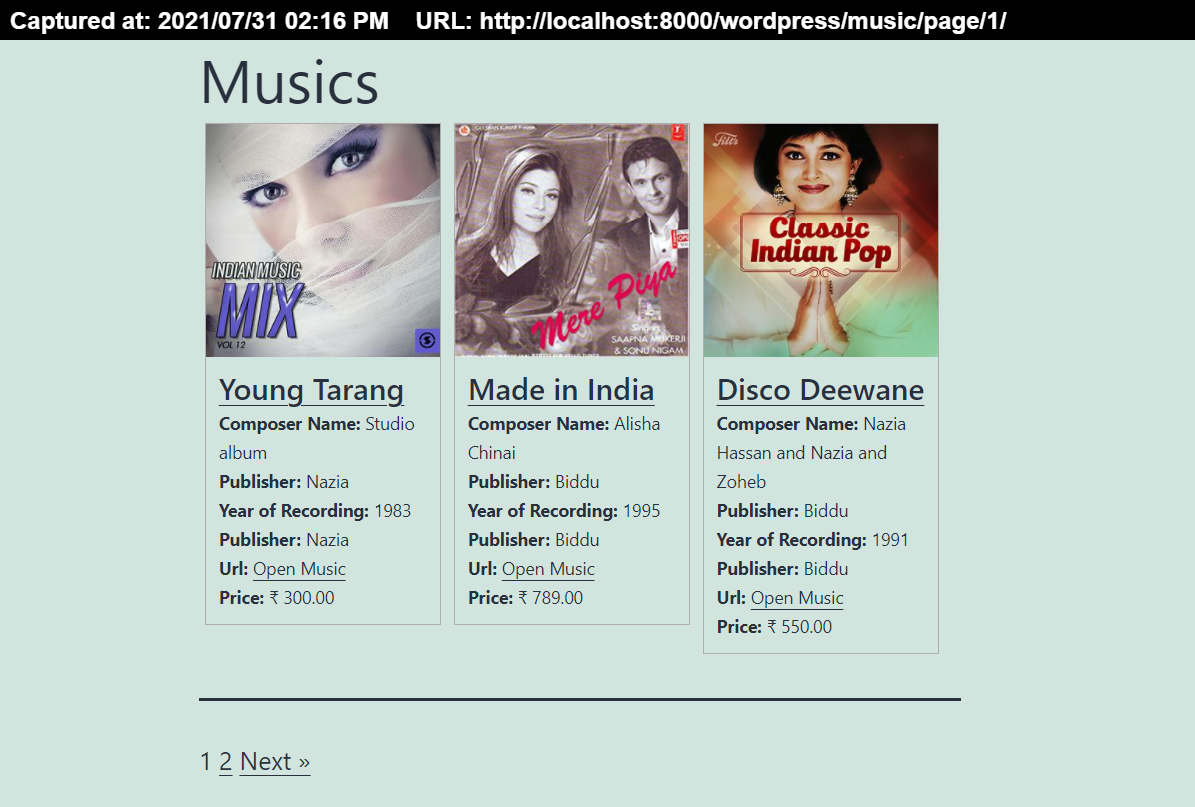 Captured at: 2021/07/31 02:16 PM URL: http://localhost:8000/wordpress/music/page/1/
Musics
INDIAN MUSIC
MIX
VOL 12
Mere Piya
Singers
SAAPNA MUKERJI
& SONU NIGAM
Filtr
Classic
Indian Pop
Young Tarang
Composer Name: Studio
album
Publisher: Nazia
Year of Recording: 1983
Publisher: Nazia
Url: Open Music
Price: ₹ 300.00
Made in India
Composer Name: Alisha
Chinai
Publisher: Biddu
Year of Recording: 1995
Publisher: Biddu
Url: Open Music
Price: ₹ 789.00
Disco Deewane
Composer Name: Nazia
Hassan and Nazia and
Zoheb
Publisher: Biddu
Year of Recording: 1991
Publisher: Biddu
Url: Open Music
Price: ₹ 550.00
1 2 Next »